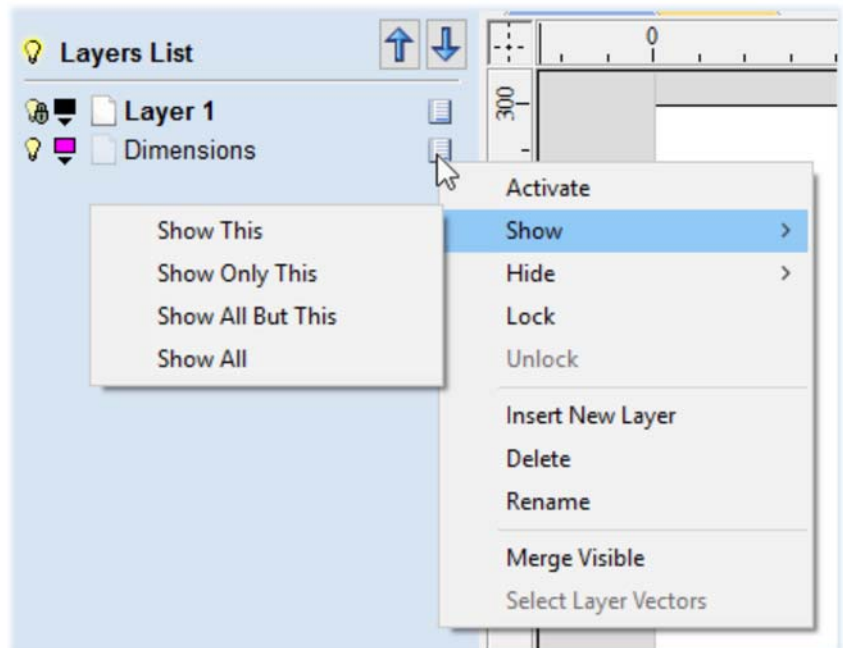 Layers List
0
300
Layer 1
Dimensions
Activate
Show This
Show
Show Only This
Hide
Show All But This
Lock
Show All
Unlock
Insert New Layer
Delete
Rename
Merge Visible
Select Layer Vectors